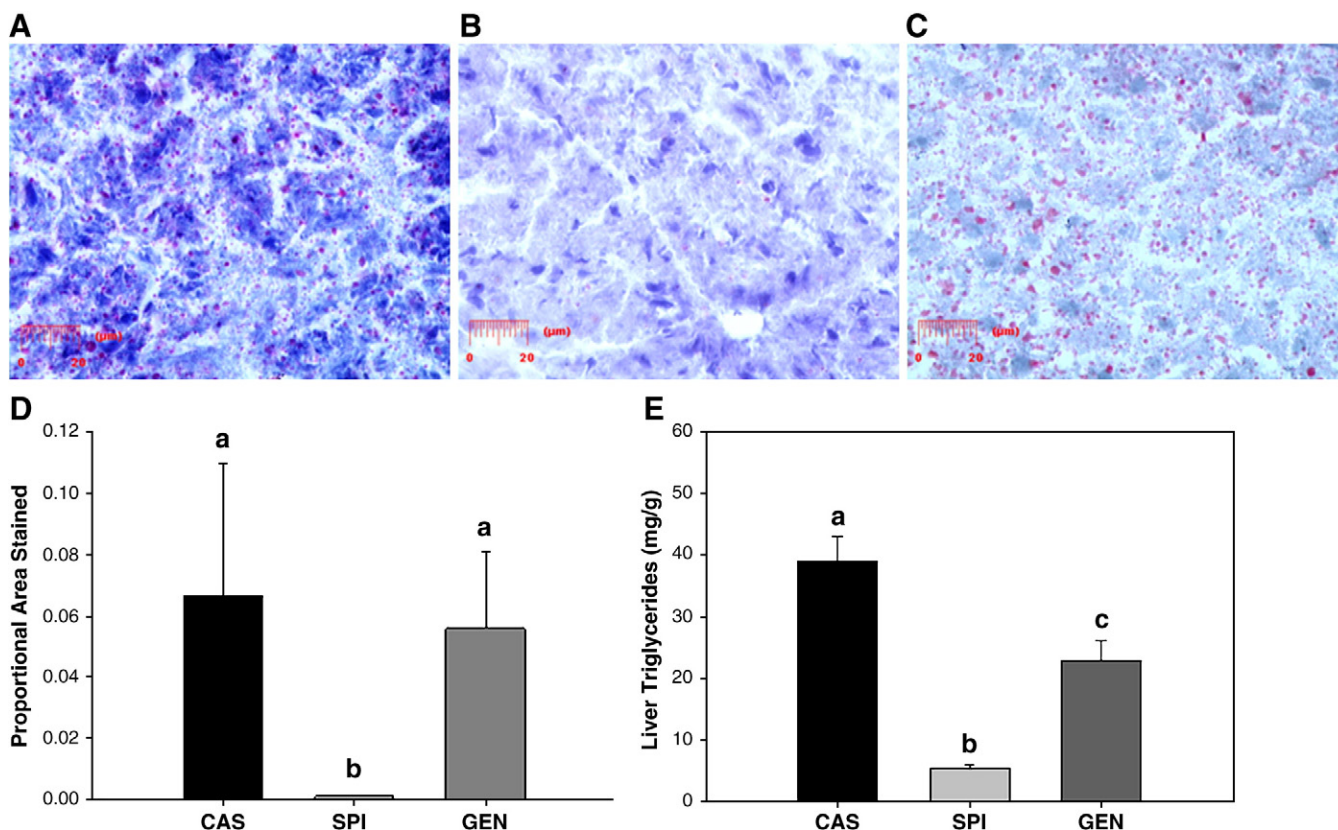 A B C
(μm) (μm) (μm)
0 20 0 20 0 20
D E
0.12
0.10
0.08
0.06
0.04
0.02
0.00
Proportional Area Stained
a
b
a
CAS SPI GEN
60
50
40
30
20
10
0
Liver Triglycerides (mg/g)
a
b
c
CAS SPI GEN